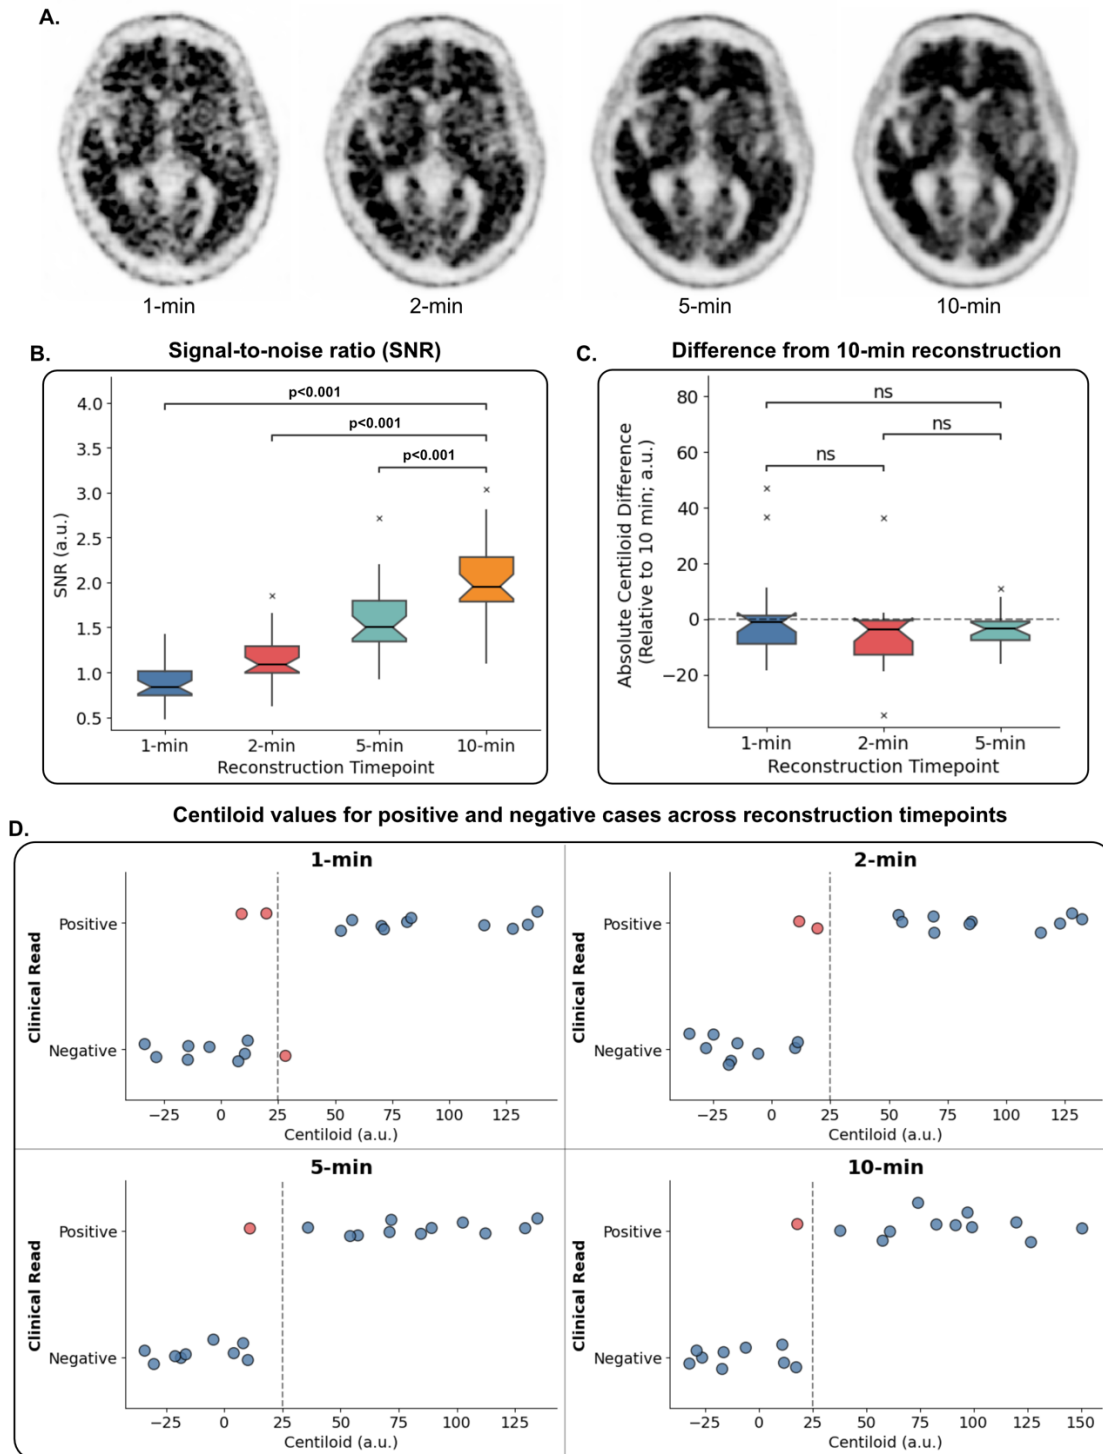 A.
1-min
2-min
5-min
10-min
B.
Signal-to-noise ratio (SNR)
4.0
3.5
3.0
2.5
2.0
1.5
1.0
0.5
SNR (a.u.)
p<0.001
p<0.001
p<0.001
1-min
2-min
5-min
10-min
Reconstruction Timepoint
C.
Difference from 10-min reconstruction
80
60
40
20
0
−20
Absolute Centiloid Difference
(Relative to 10 min; a.u.)
ns
ns
ns
1-min
2-min
5-min
Reconstruction Timepoint
D.
Centiloid values for positive and negative cases across reconstruction timepoints
1-min
Clinical Read
Positive
Negative
−25
0
25
50
75
100
125
Centiloid (a.u.)
2-min
Clinical Read
Positive
Negative
−25
0
25
50
75
100
125
Centiloid (a.u.)
5-min
Clinical Read
Positive
Negative
−25
0
25
50
75
100
125
Centiloid (a.u.)
10-min
Clinical Read
Positive
Negative
−25
0
25
50
75
100
125
150
Centiloid (a.u.)